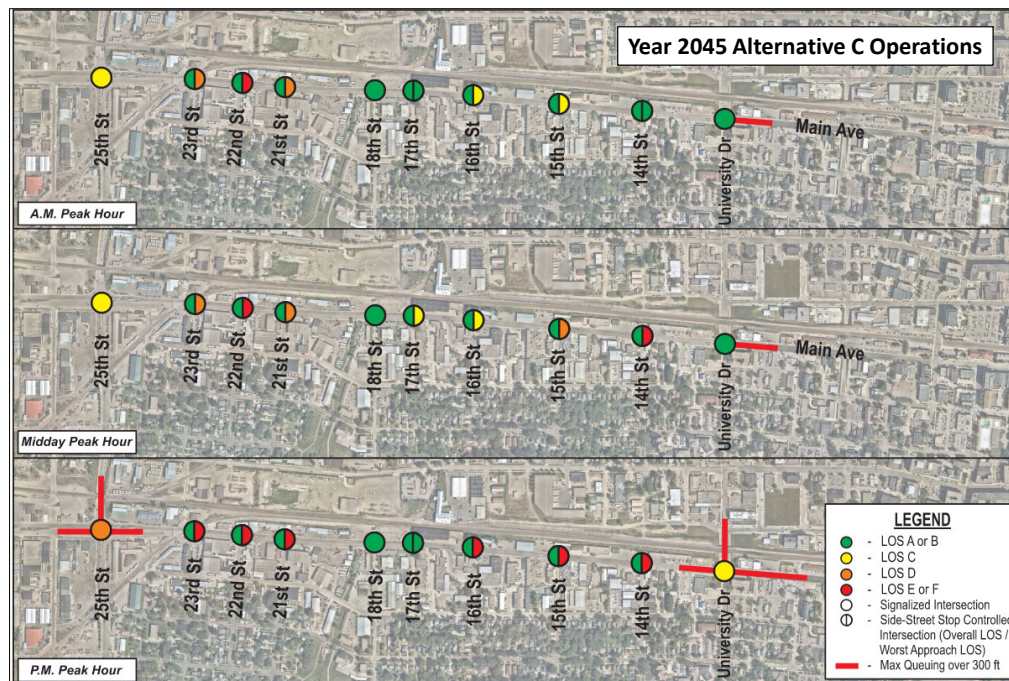 Year 2045 Alternative C Operations
25th St
23rd St
22nd St
21st St
18th St
17th St
16th St
15th St
14th St
University Dr
Main Ave
A.M. Peak Hour
25th St
23rd St
22nd St
21st St
18th St
17th St
16th St
15th St
14th St
University Dr
Main Ave
Midday Peak Hour
25th St
23rd St
22nd St
21st St
18th St
17th St
16th St
15th St
14th St
University Dr
P.M. Peak Hour
LEGEND
- LOS A or B
- LOS C
- LOS D
- LOS E or F
- Signalized Intersection
- Side-Street Stop Controlled
Intersection (Overall LOS /
Worst Approach LOS)
- Max Queuing over 300 ft